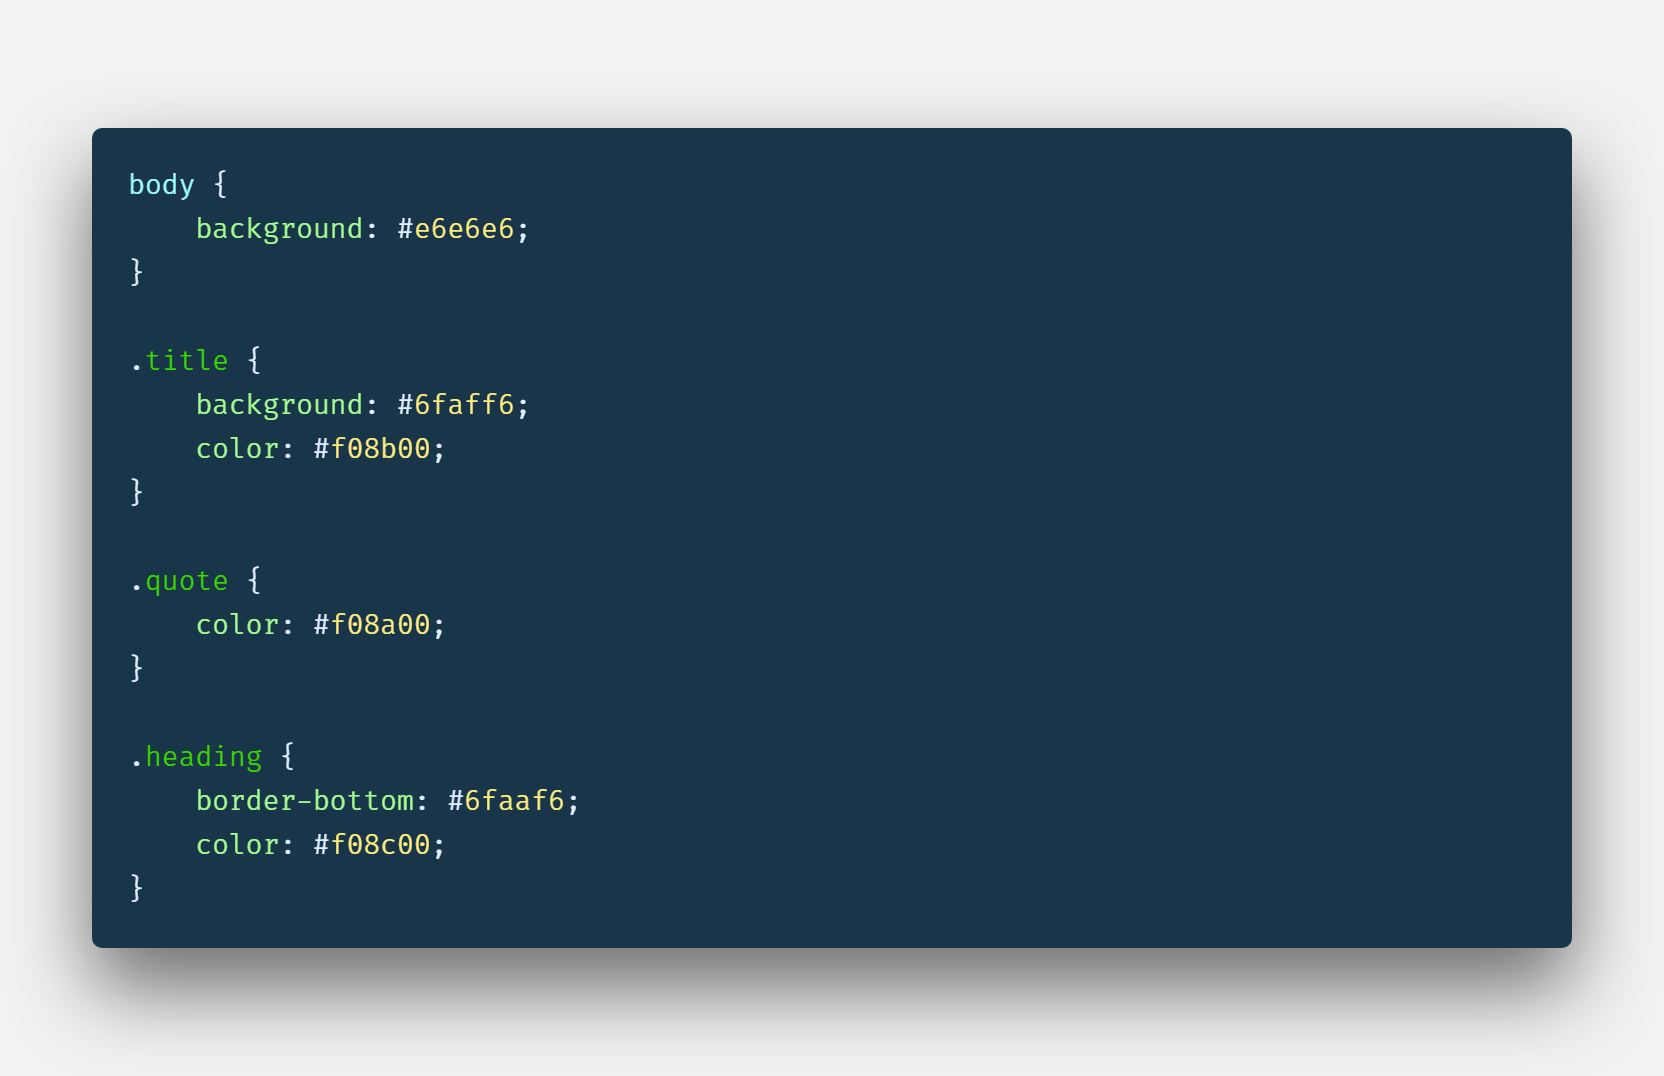 body {
    background: #e6e6e6;
}

.title {
    background: #6faff6;
    color: #f08b00;
}

.quote {
    color: #f08a00;
}

.heading {
    border-bottom: #6faaf6;
    color: #f08c00;
}